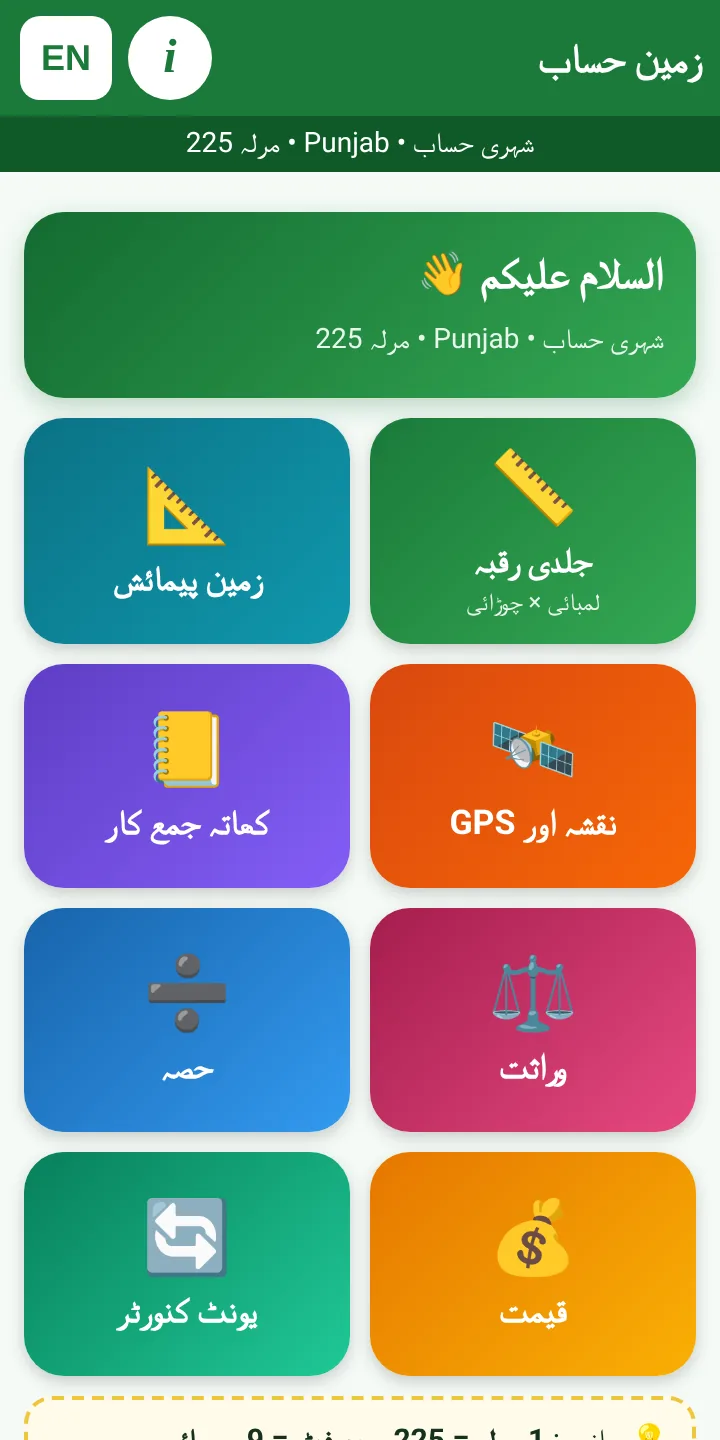 زمین حساب
i
EN
شہری حساب • Punjab • مرلہ 225
السلام علیکم 👋
شہری حساب • Punjab • مرلہ 225
جلدی رقبہ
لمبائی × چوڑائی
زمین پیمائش
نقشہ اور GPS
کھاتہ جمع کار
وراثت
حصہ
قیمت
یونٹ کنورٹر